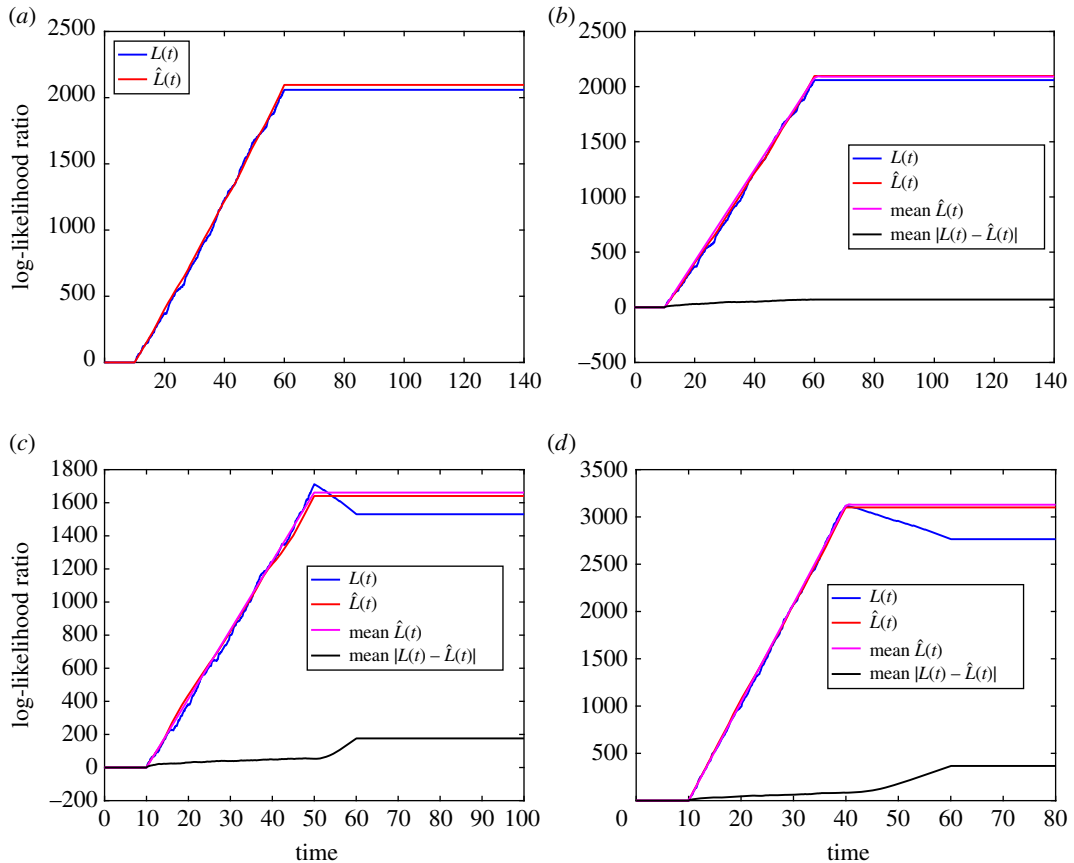 (a)
2500
2000
1500
1000
500
0
log-likelihood ratio
L(t)
L̂(t)
20 40 60 80 100 120 140
(b)
2500
2000
1500
1000
500
0
–500
L(t)
L̂(t)
mean L̂(t)
mean |L(t) – L̂(t)|
0 20 40 60 80 100 120 140
(c)
1800
1600
1400
1200
1000
800
600
400
200
0
–200
log-likelihood ratio
L(t)
L̂(t)
mean L̂(t)
mean |L(t) – L̂(t)|
0 10 20 30 40 50 60 70 80 90 100
time
(d)
3500
3000
2500
2000
3000
1000
500
L(t)
L̂(t)
mean L̂(t)
mean |L(t) – L̂(t)|
0 10 20 30 40 50 60 70 80
time